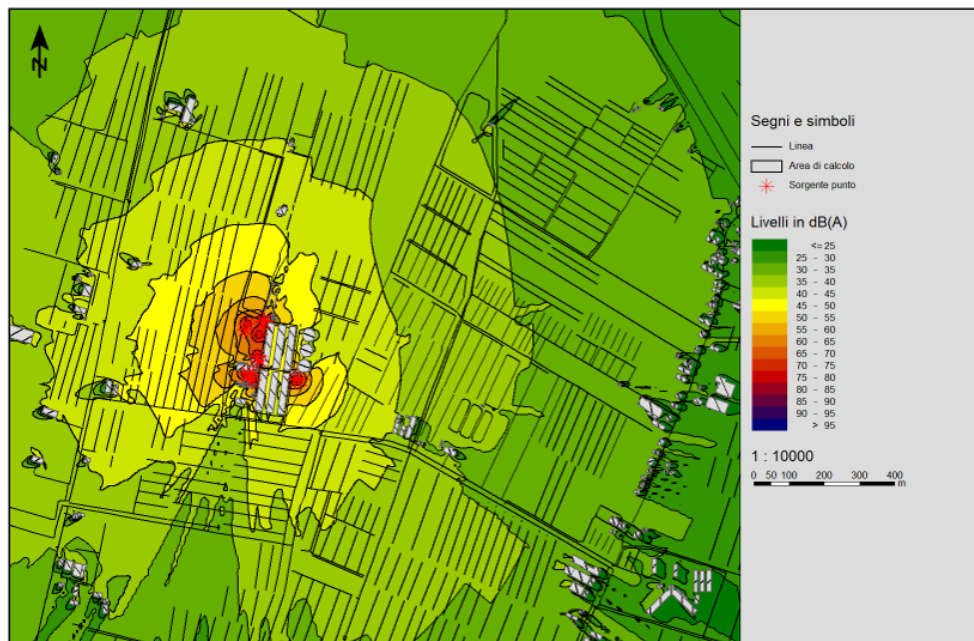 N
Segni e simboli
Linea
Area di calcolo
Sorgente punto
Livelli in dB(A)
<= 25
25 - 30
30 - 35
35 - 40
40 - 45
45 - 50
50 - 55
55 - 60
60 - 65
65 - 70
70 - 75
75 - 80
80 - 85
85 - 90
90 - 95
> 95
1 : 10000
0 50 100 200 300 400
m